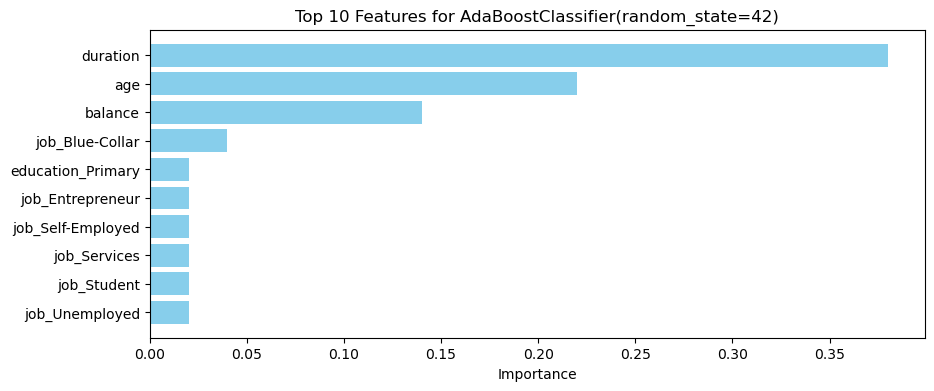 Top 10 Features for AdaBoostClassifier(random_state=42)
duration
age
balance
job_Blue-Collar
education_Primary
job_Entrepreneur
job_Self-Employed
job_Services
job_Student
job_Unemployed
0.00 0.05 0.10 0.15 0.20 0.25 0.30 0.35
Importance